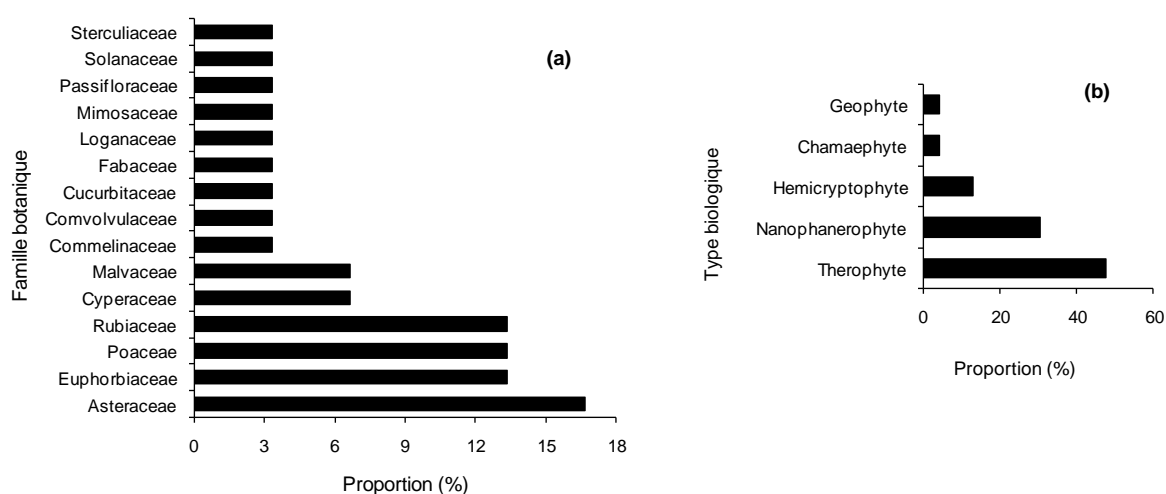 Famille botanique
Sterculiaceae
Solanaceae
Passifloraceae
Mimosaceae
Loganaceae
Fabaceae
Cucurbitaceae
Comvolvulaceae
Commelinaceae
Malvaceae
Cyperaceae
Rubiaceae
Poaceae
Euphorbiaceae
Asteraceae
(a)
0 3 6 9 12 15 18
Proportion (%)
Type biologique
Geophyte
Chamaephyte
Hemicryptophyte
Nanophanerophyte
Therophyte
(b)
0 20 40 60
Proportion (%)